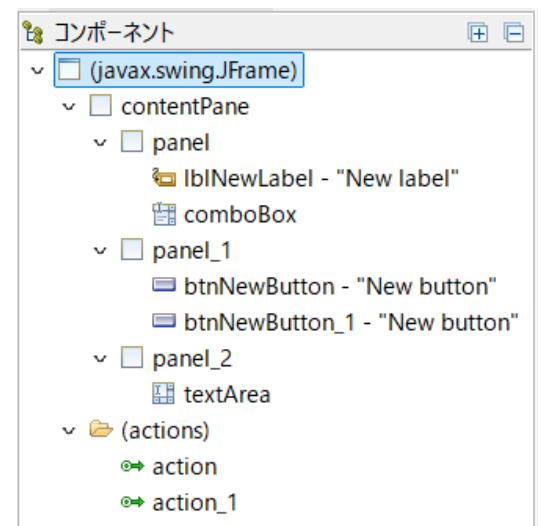 コンポーネント
(javax.swing.JFrame)
contentPane
panel
lblNewLabel - "New label"
comboBox
panel_1
btnNewButton - "New button"
btnNewButton_1 - "New button"
panel_2
textArea
(actions)
action
action_1